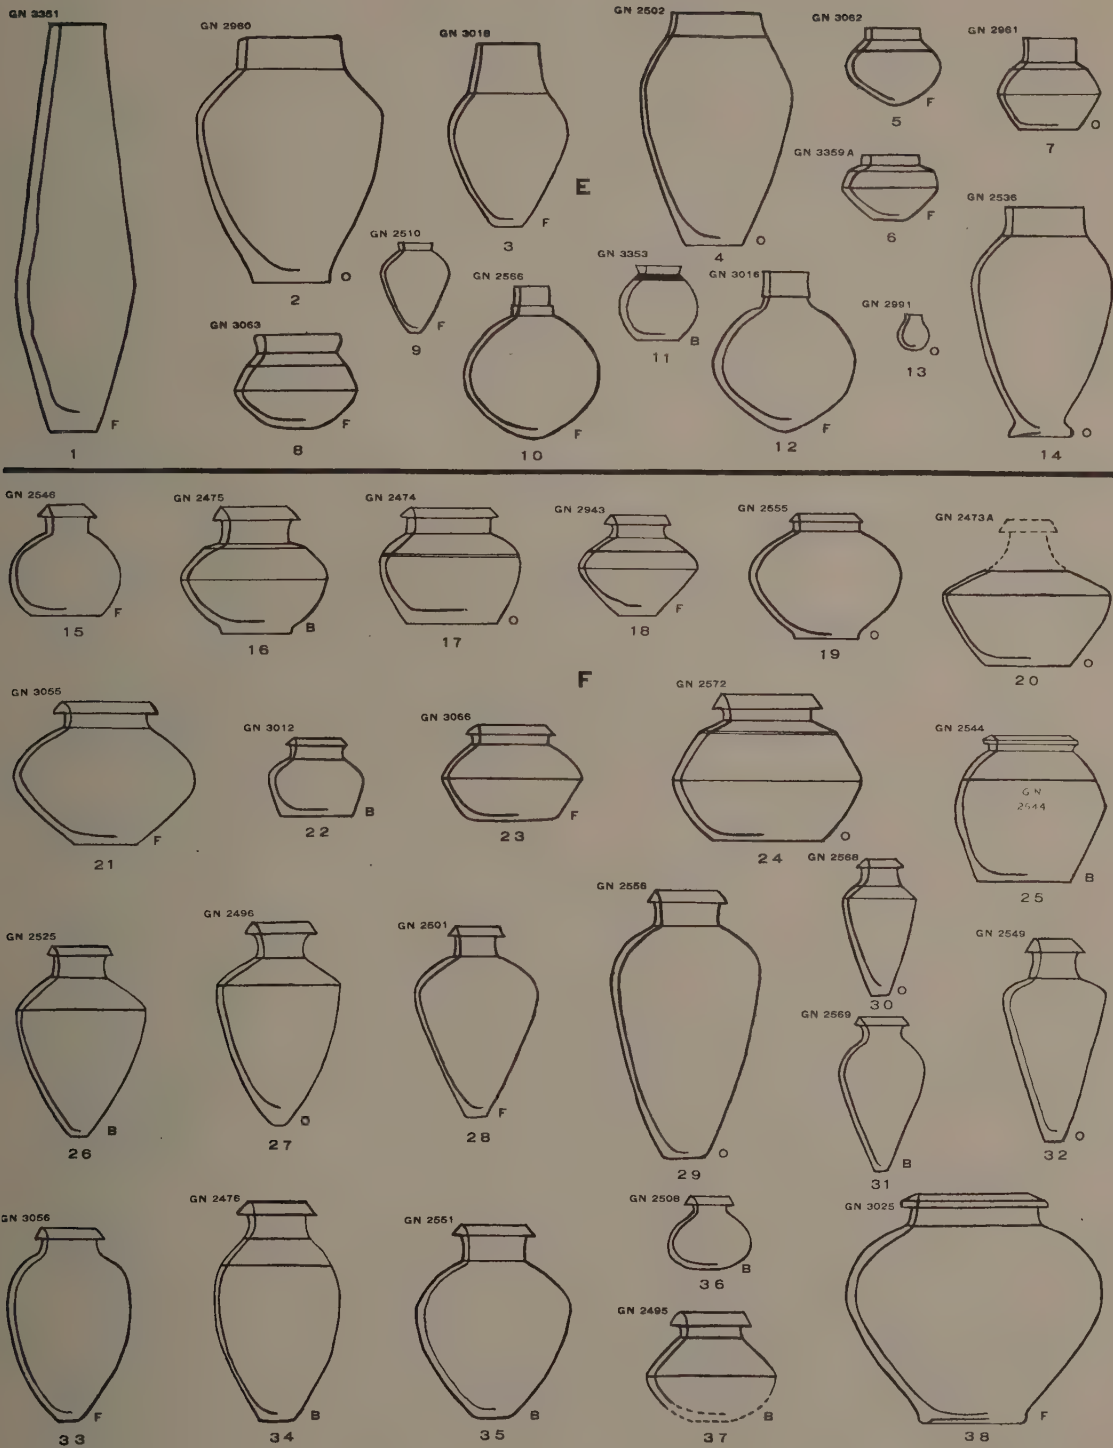 GN 3351
F
1
GN 2960
O
2
GN 3018
F
3
E
GN 2502
O
4
GN 3062
F
5
GN 3359 A
F
6
GN 2961
O
7
GN 3063
F
8
GN 2510
F
9
GN 2566
F
10
GN 3353
B
11
GN 3016
F
12
GN 2991
O
13
GN 2536
O
14
GN 2546
F
15
GN 2475
B
16
GN 2474
O
17
GN 2943
F
18
GN 2555
O
19
GN 2473A
O
20
F
GN 3055
F
21
GN 3012
B
22
GN 3066
F
23
GN 2572
O
24
GN 2544
GN
2544
B
25
GN 2525
B
26
GN 2496
O
27
GN 2501
F
28
GN 2556
O
29
GN 2568
O
30
GN 2569
B
31
GN 2549
O
32
GN 3056
F
33
GN 2476
B
34
GN 2551
B
35
GN 2508
B
36
GN 2495
B
37
GN 3025
F
38